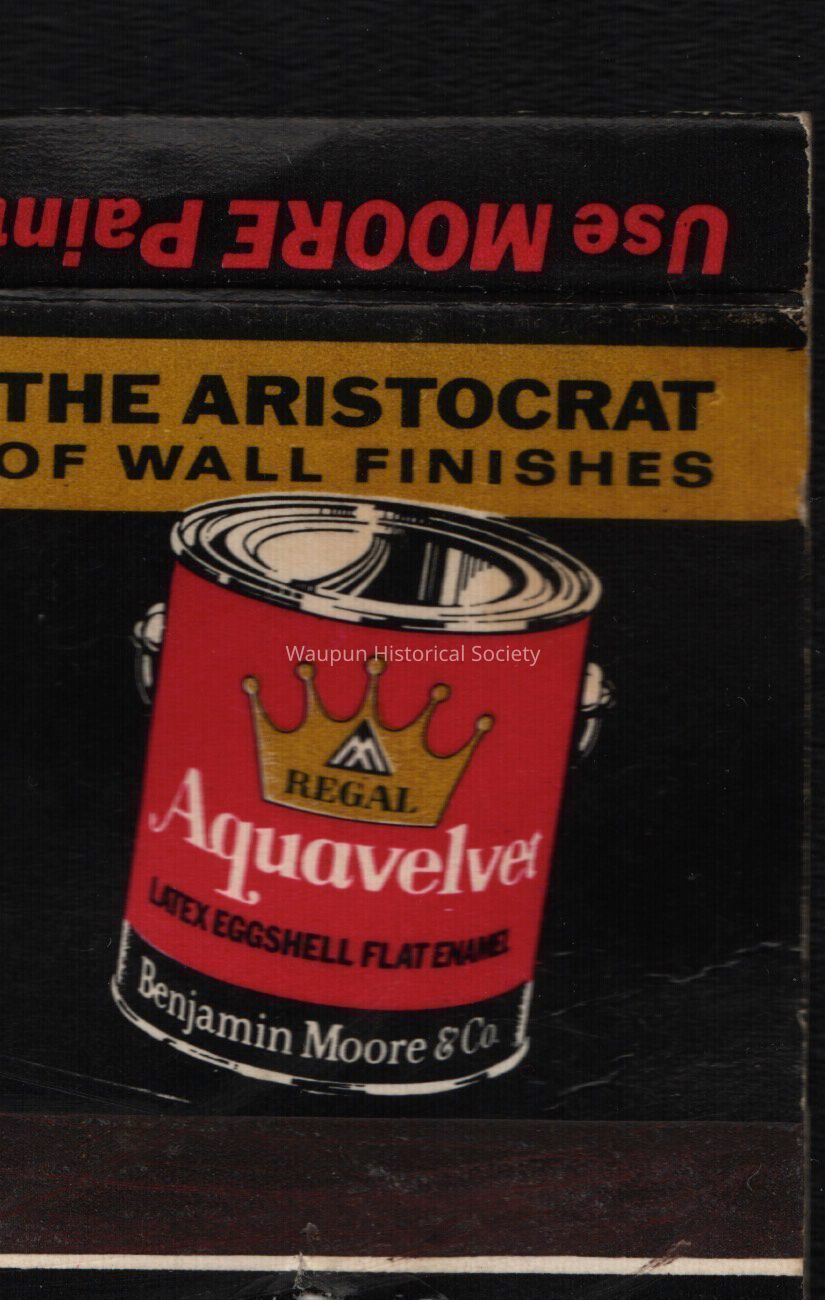 Use MOORE Paint
THE ARISTOCRAT
OF WALL FINISHES
Waupun Historical Society
REGAL
Aquavelvet
LATEX EGGSHELL FLAT ENAMEL
Benjamin Moore & Co.